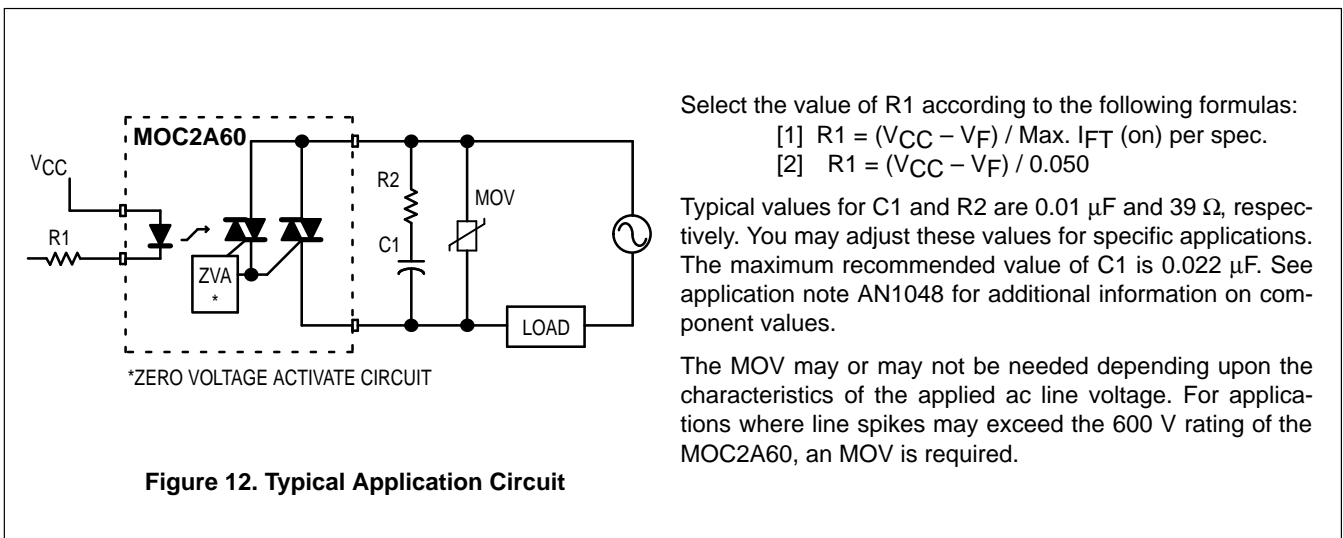 MOC2A60
VCC
R1
ZVA
*
R2
C1
MOV
LOAD
*ZERO VOLTAGE ACTIVATE CIRCUIT
Figure 12. Typical Application Circuit
Select the value of R1 according to the following formulas:
[1] R1 = (VCC – VF) / Max. IFT (on) per spec.
[2] R1 = (VCC – VF) / 0.050
Typical values for C1 and R2 are 0.01 μF and 39 Ω, respec-
tively. You may adjust these values for specific applications.
The maximum recommended value of C1 is 0.022 μF. See
application note AN1048 for additional information on com-
ponent values.
The MOV may or may not be needed depending upon the
characteristics of the applied ac line voltage. For applica-
tions where line spikes may exceed the 600 V rating of the
MOC2A60, an MOV is required.